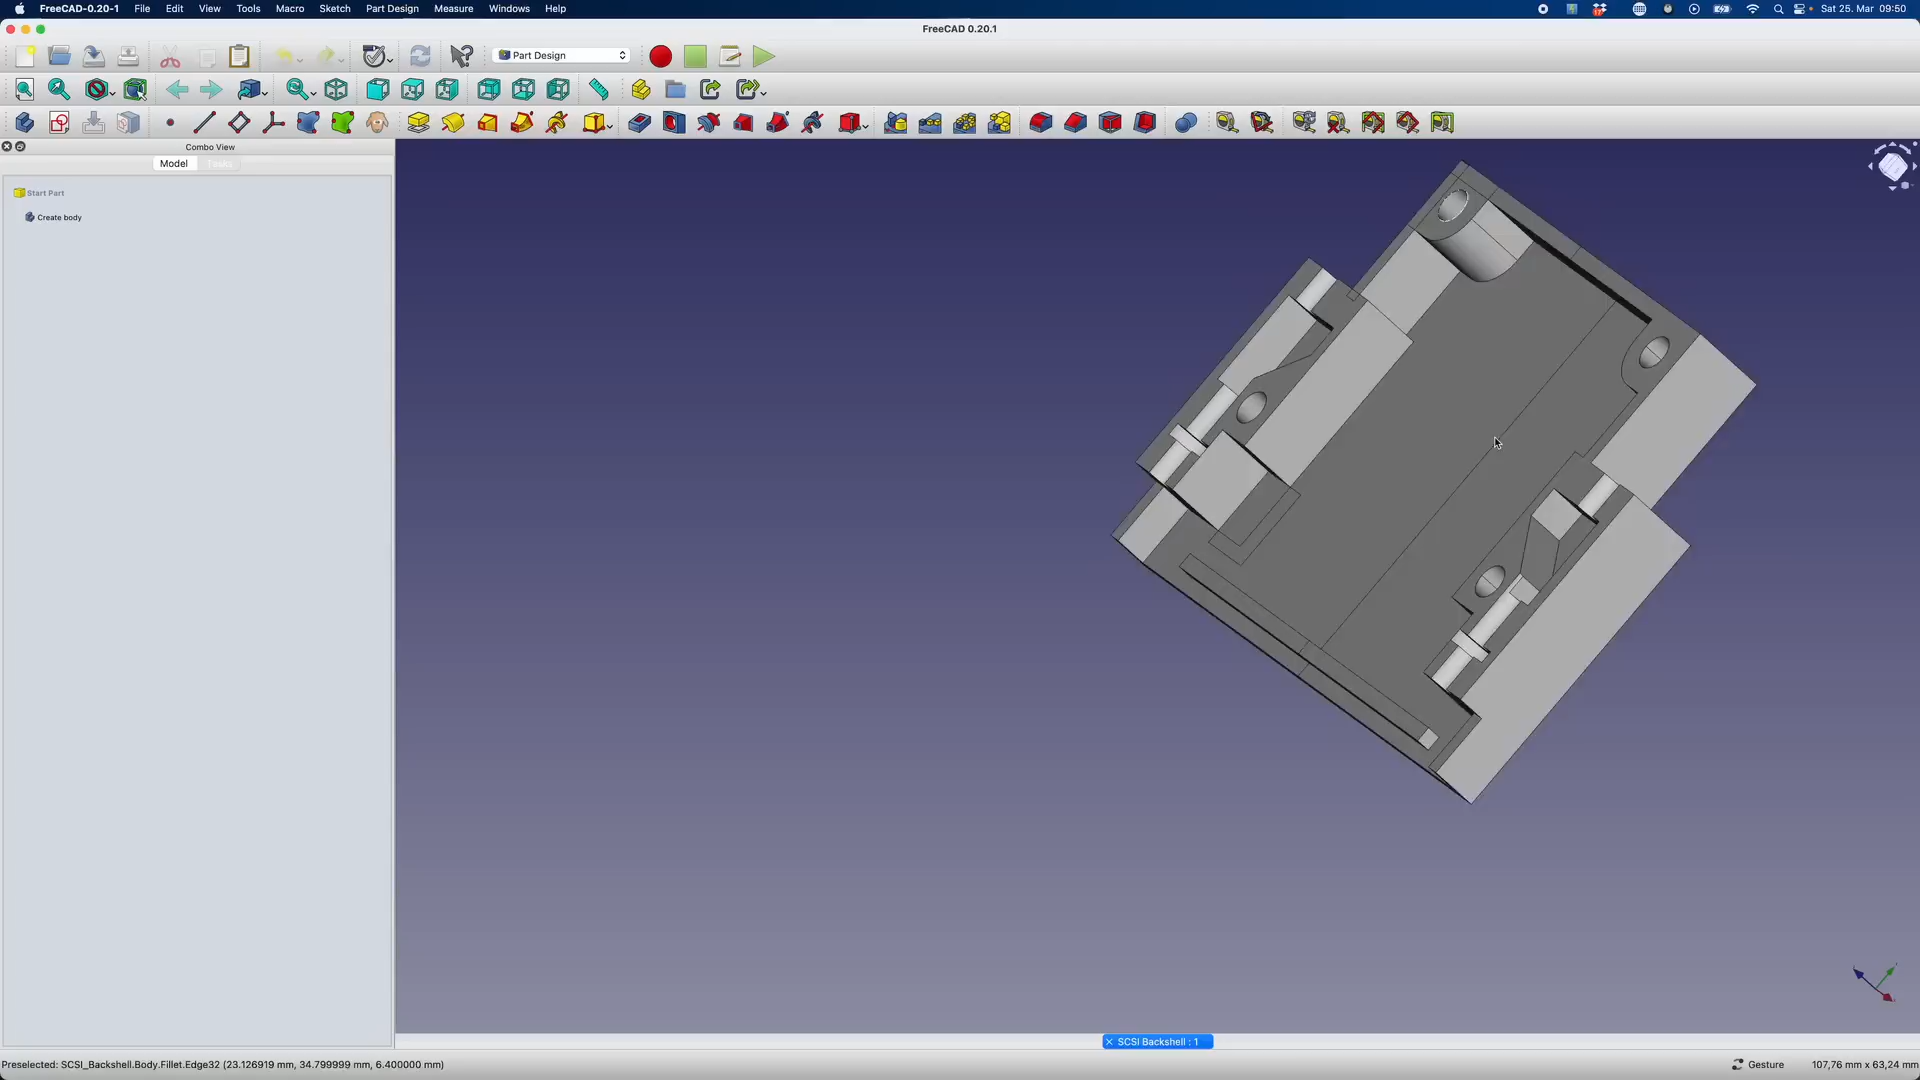 FreeCAD-0.20-1 File Edit View Tools Macro Sketch Part Design Measure Windows Help
Sat 25. Mar 09:50
FreeCAD 0.20.1
Part Design
Combo View
Model Tasks
Start Part
Create body
SCSI Backshell : 1
Preselected: SCSI_Backshell.Body.Fillet.Edge32 (23.126919 mm, 34.799999 mm, 6.400000 mm)
Gesture
107,76 mm x 63,24 mm